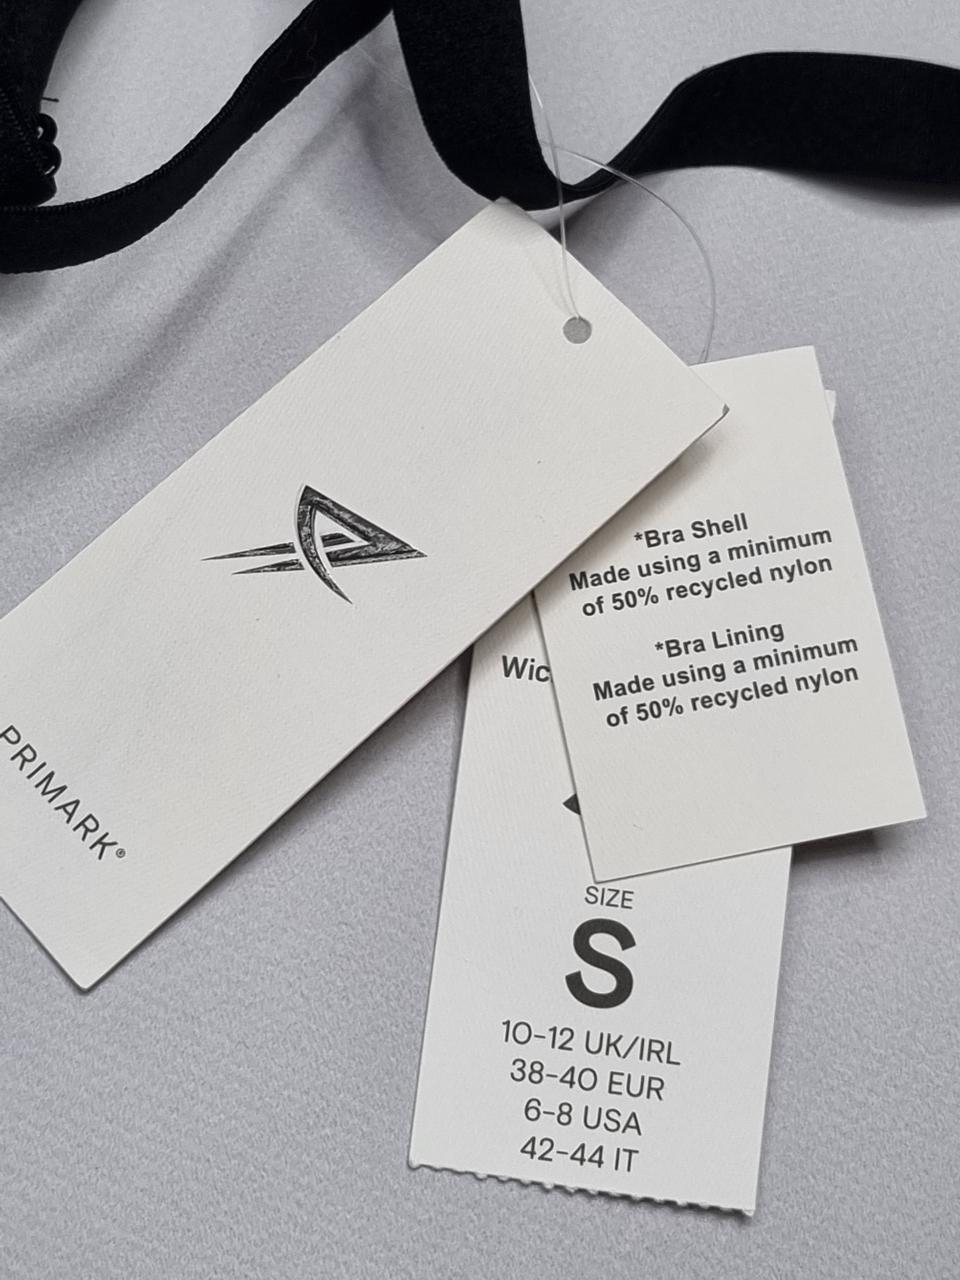 PRIMARK®
*Bra Shell
Made using a minimum
of 50% recycled nylon
*Bra Lining
Made using a minimum
of 50% recycled nylon
Wic
SIZE
S
10-12 UK/IRL
38-40 EUR
6-8 USA
42-44 IT